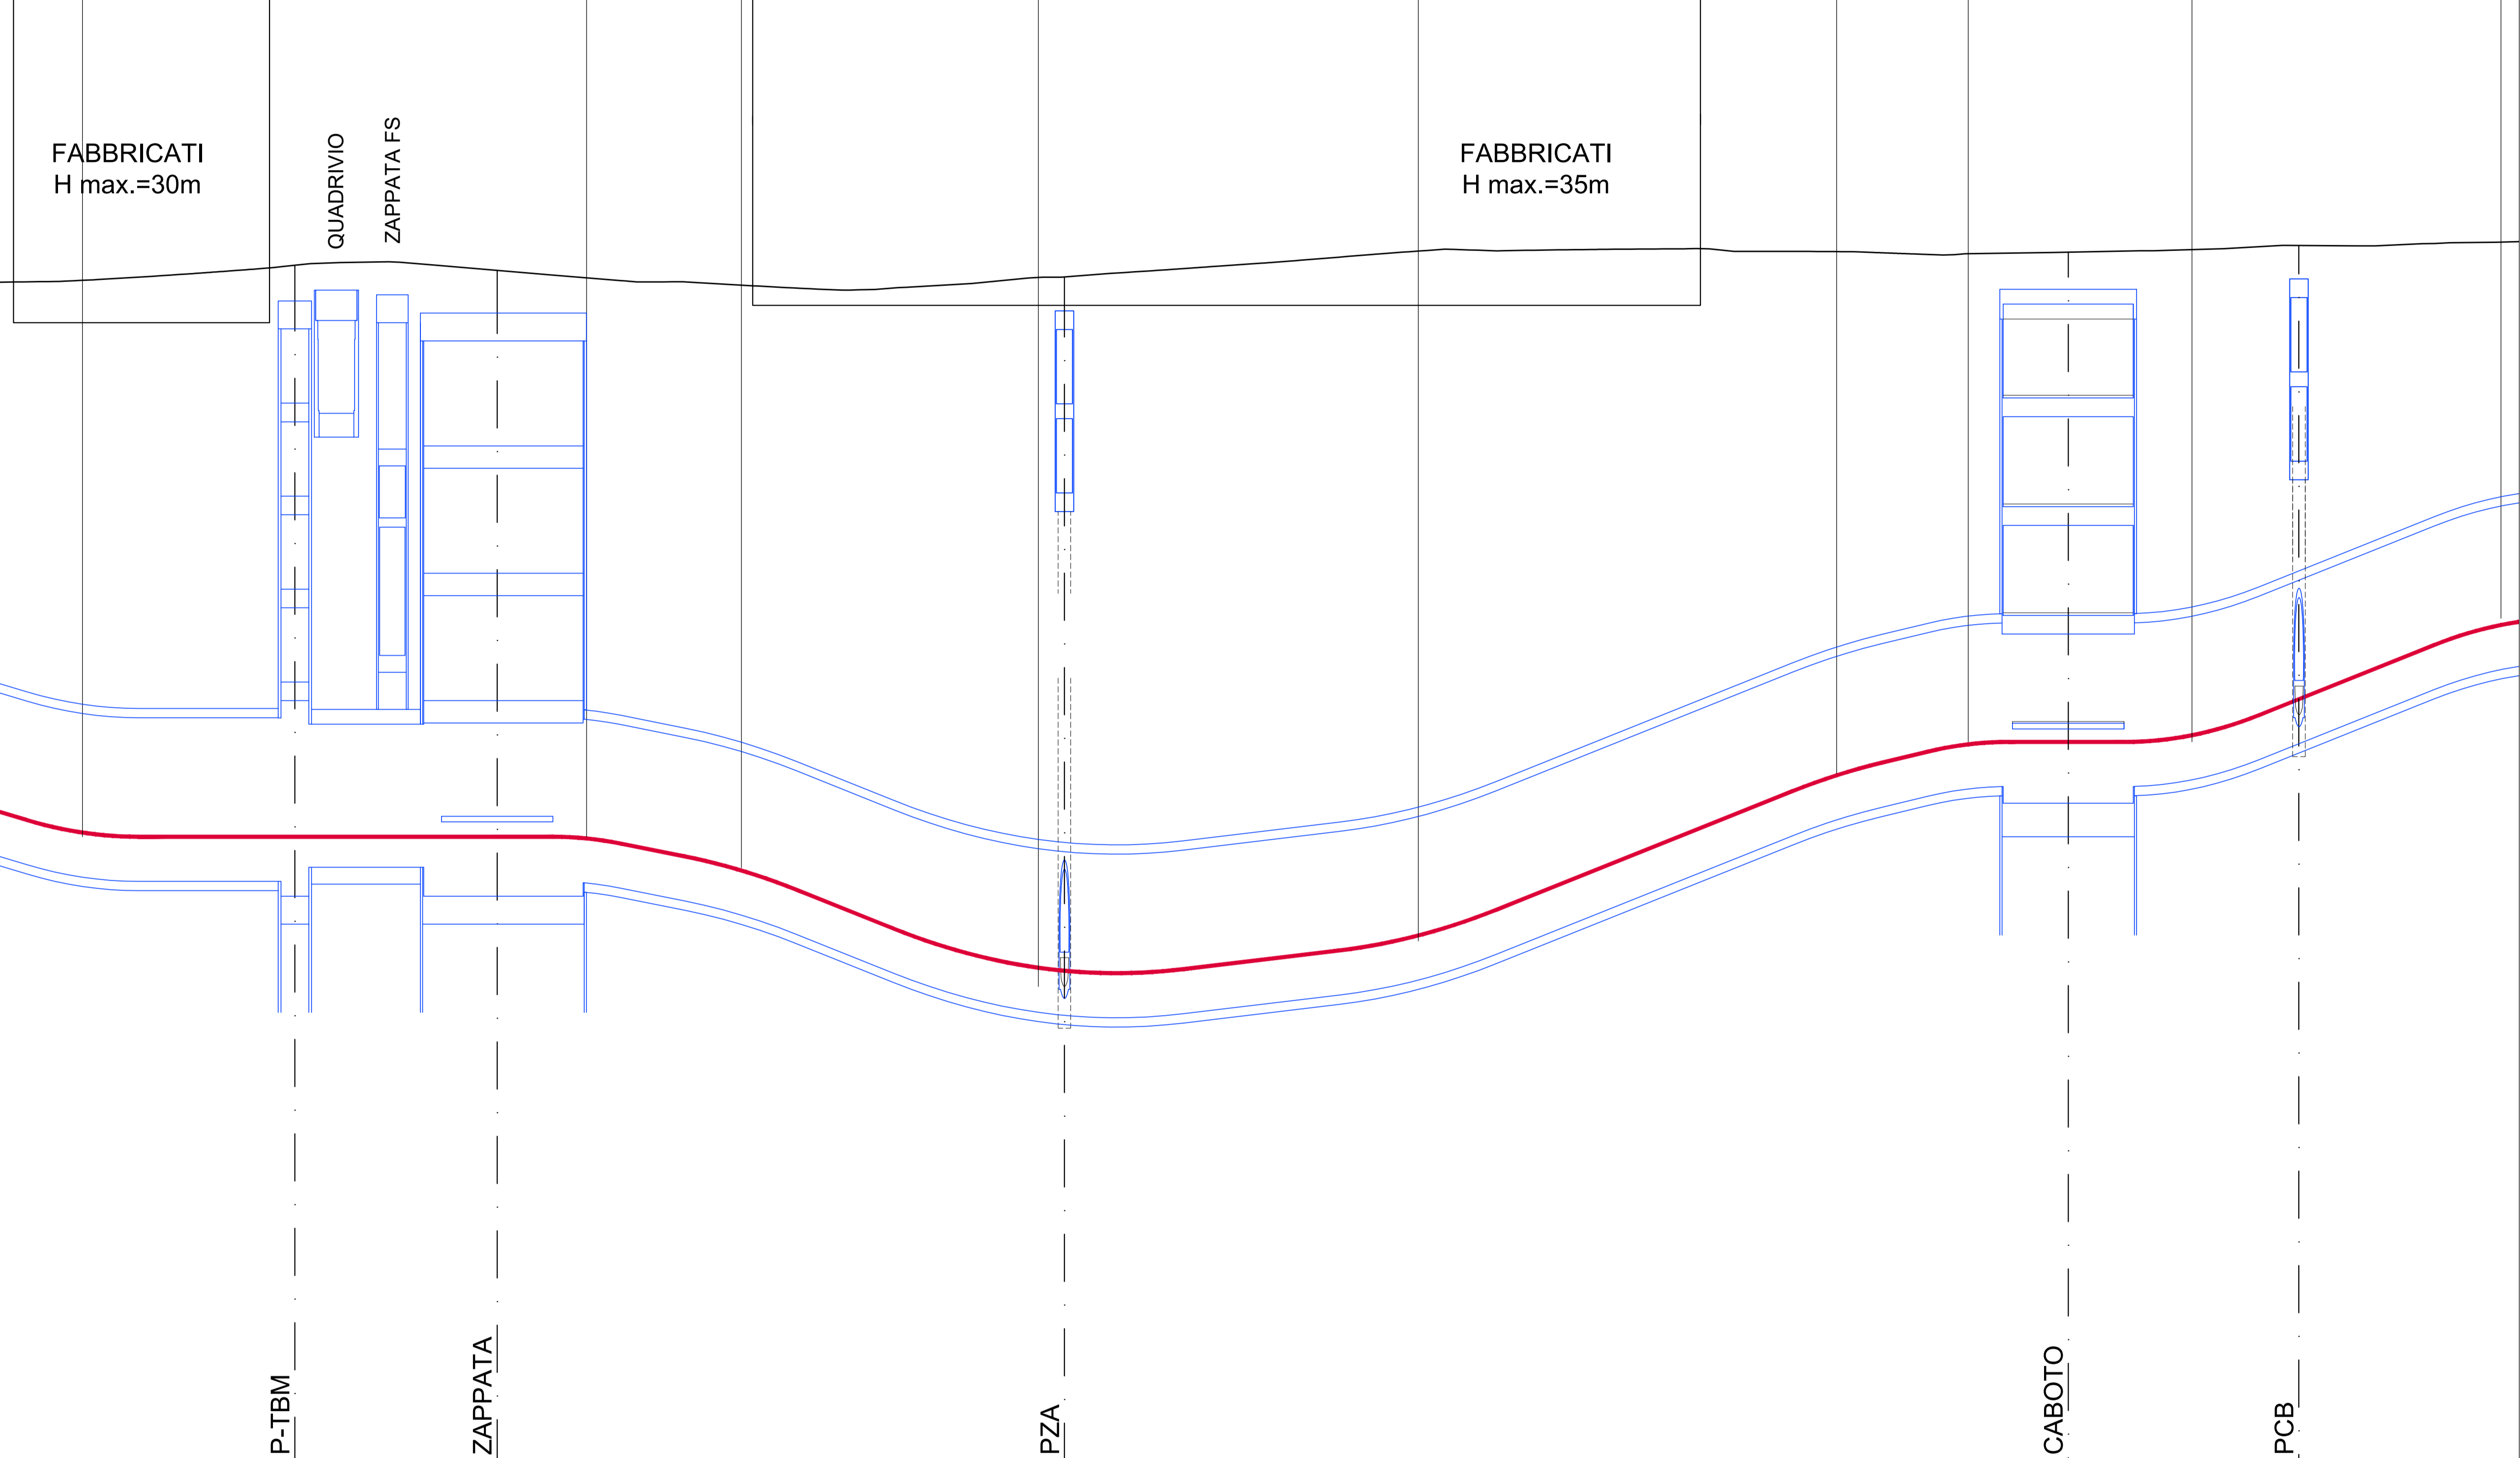 FABBRICATI
H max.=30m
QUADRIVIO
ZAPPATA FS
FABBRICATI
H max.=35m
P-TBM
ZAPPATA
PZA
CABOTO
PCB